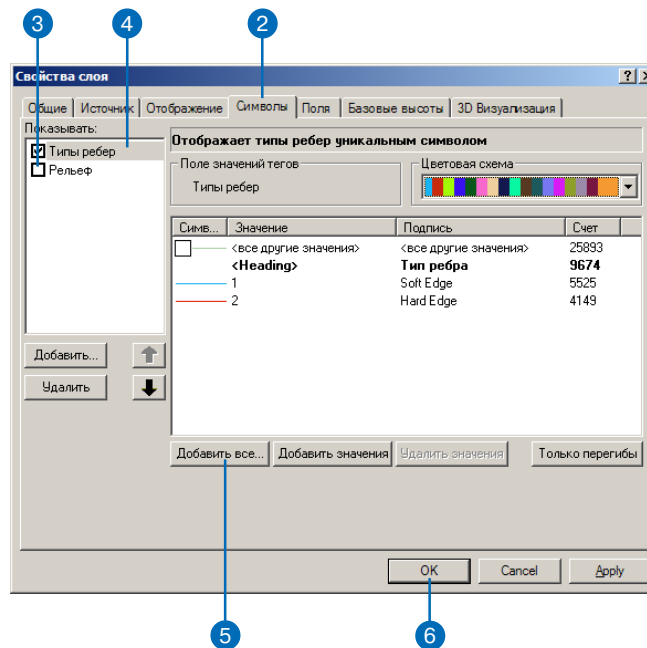 3 4 2
Свойства слоя
Общие Источник Отображение Символы Поля Базовые высоты 3D Визуализация
Показывать:
Типы ребер
Рельеф
Добавить...
Удалить
Отображает типы ребер уникальным символом
Поле значений тегов
Типы ребер
Цветовая схема
Симв... Значение Подпись Счет
<все другие значения> <все другие значения> 25893
<Heading> Тип ребра 9674
1 Soft Edge 5525
2 Hard Edge 4149
Добавить все... Добавить значения Удалить значения Только перегибы
OK Cancel Apply
5 6